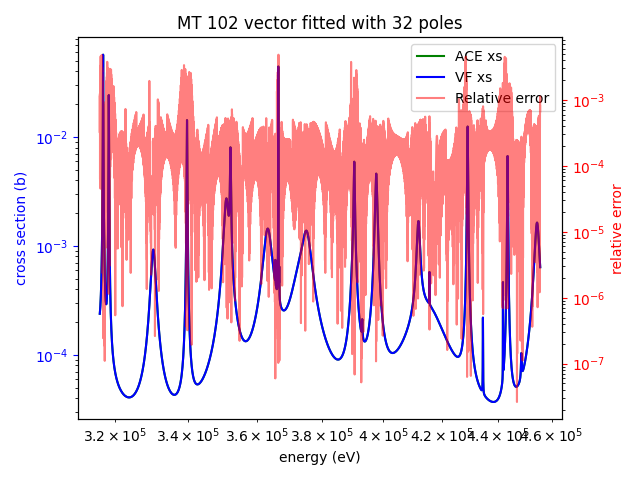 MT 102 vector fitted with 32 poles
ACE xs
VF xs
Relative error
cross section (b)
10⁻²
10⁻³
10⁻⁴
10⁻³
10⁻⁴
10⁻⁵
10⁻⁶
10⁻⁷
relative error
3.2 × 10⁵ 3.4 × 10⁵ 3.6 × 10⁵ 3.8 × 10⁵ 4 × 10⁵ 4.2 × 10⁵ 4.4 × 10⁵ 4.6 × 10⁵
energy (eV)